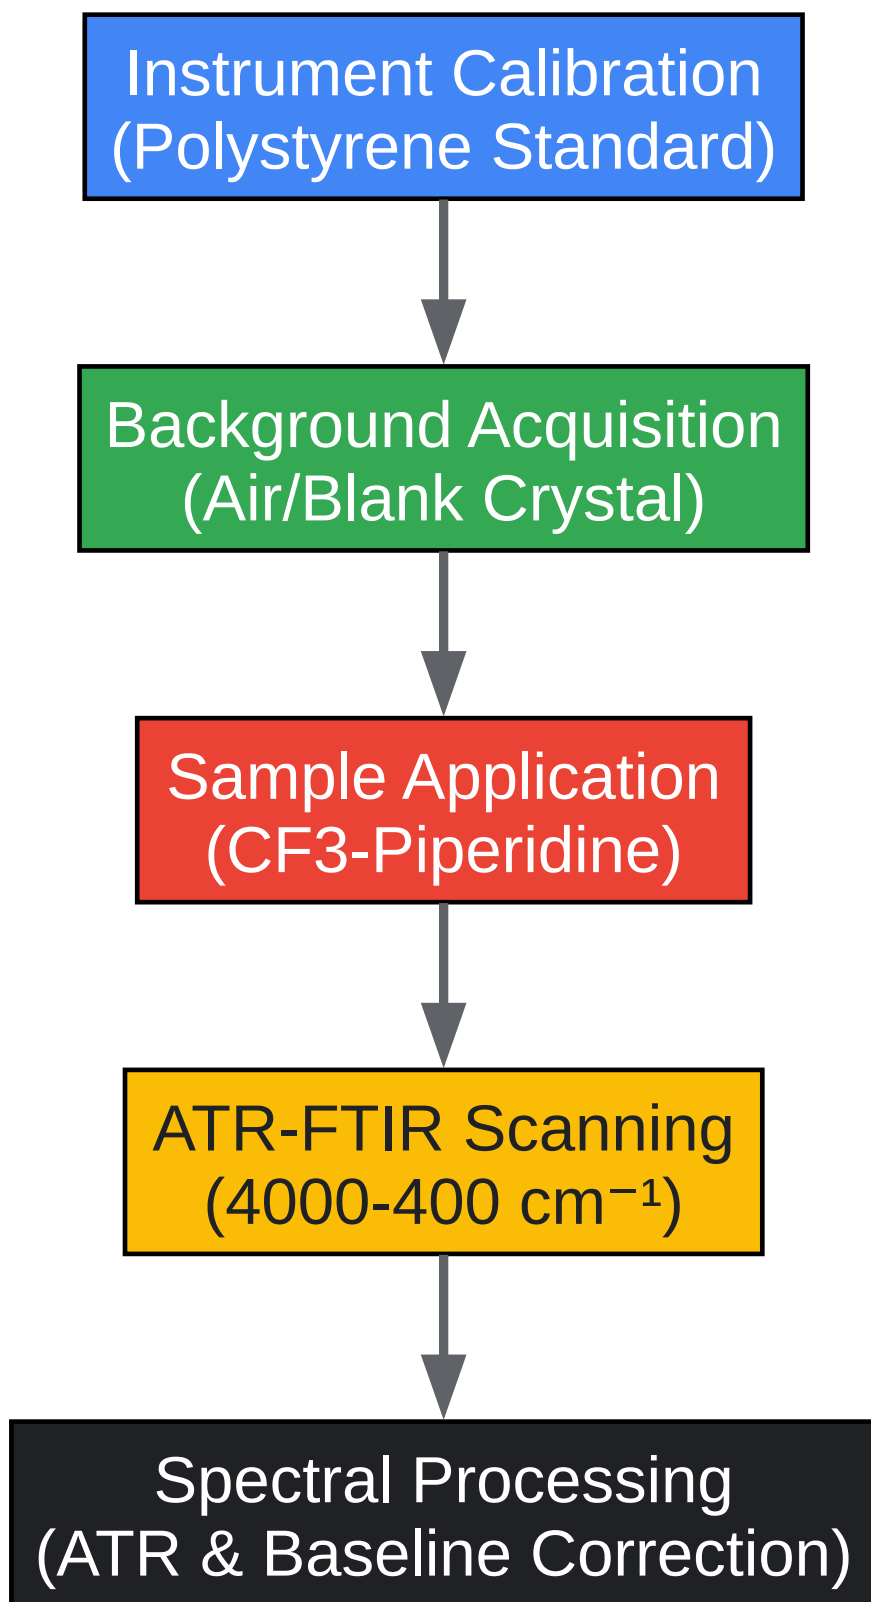 Instrument Calibration
(Polystyrene Standard)
Background Acquisition
(Air/Blank Crystal)
Sample Application
(CF3-Piperidine)
ATR-FTIR Scanning
(4000-400 cm⁻¹)
Spectral Processing
(ATR & Baseline Correction)